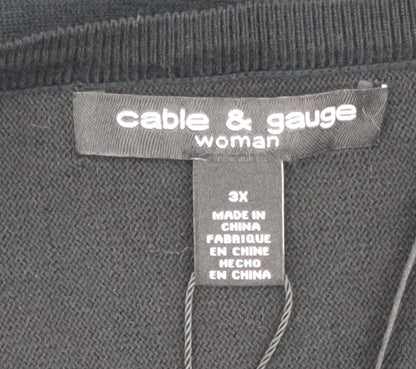 cable & gauge
woman
3X
MADE IN
CHINA
FABRIQUE
EN CHINE
HECHO
EN CHINA